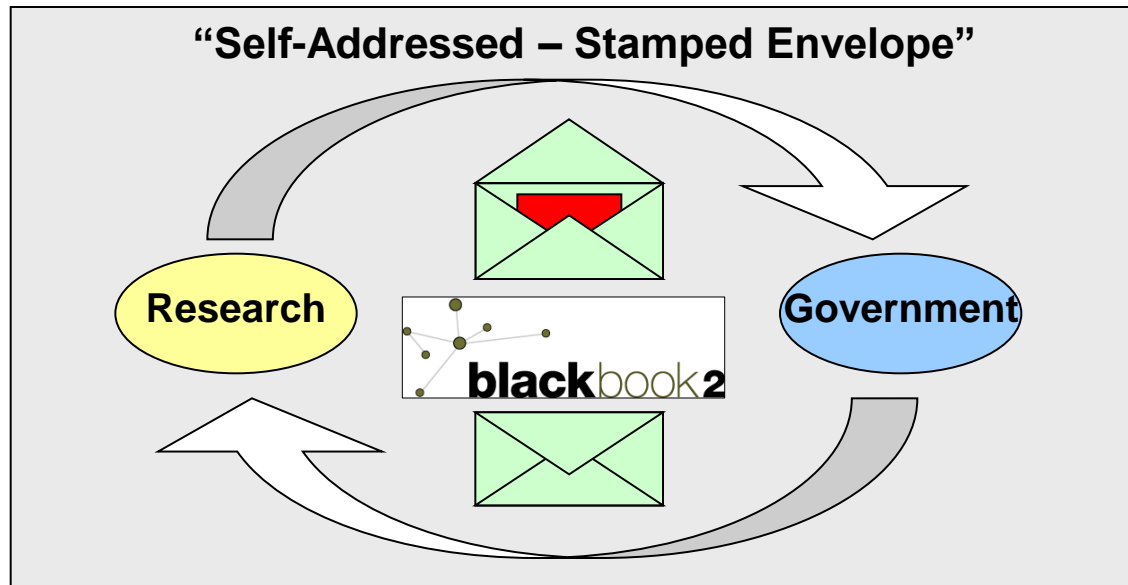 “Self-Addressed – Stamped Envelope”
Research
Government
blackbook2